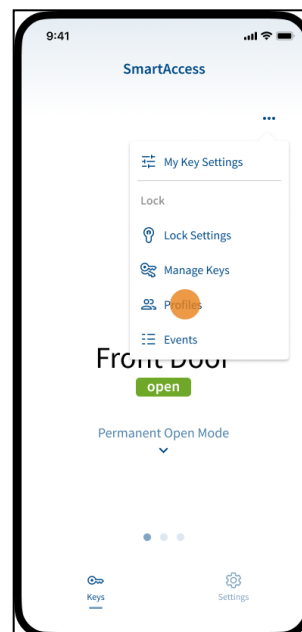 9:41
SmartAccess
My Key Settings
Lock
Lock Settings
Manage Keys
Profiles
Events
Front Door
open
Permanent Open Mode
Keys
Settings